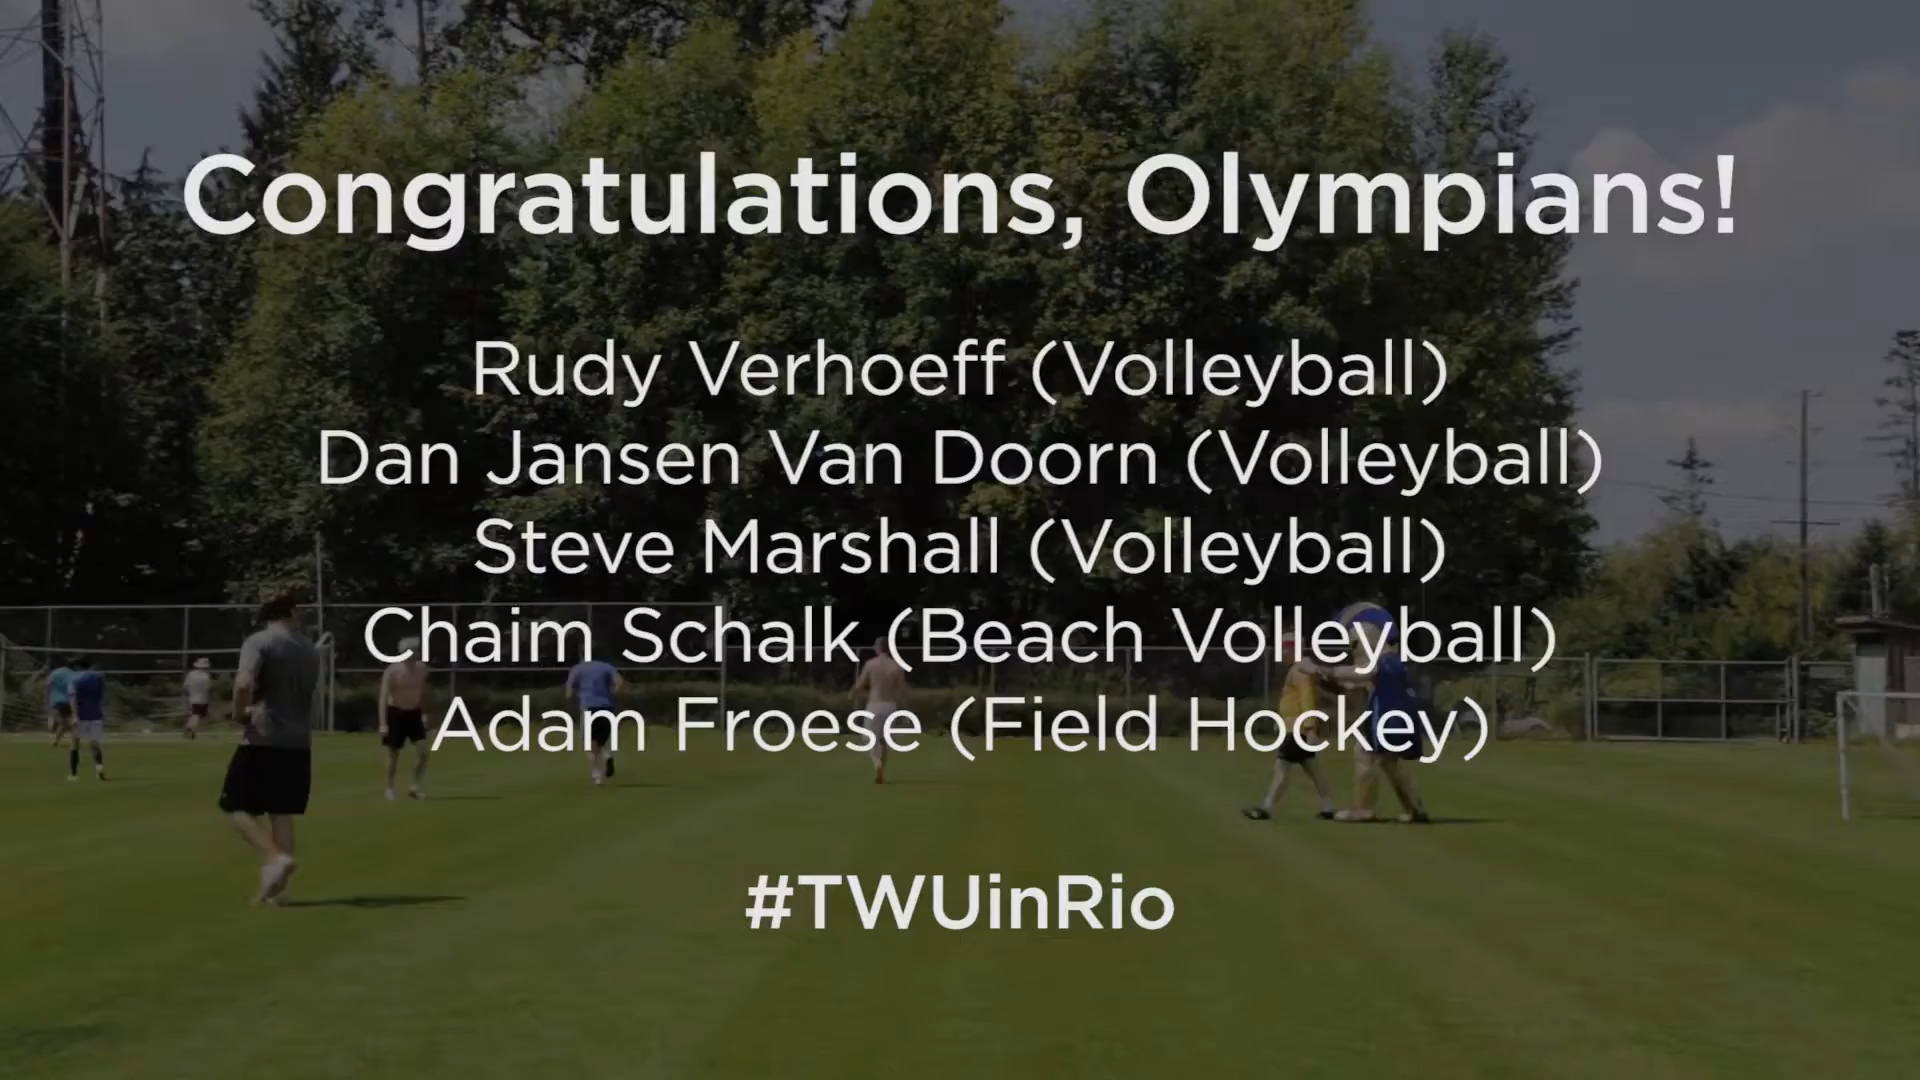 Congratulations, Olympians!
Rudy Verhoeff (Volleyball)
Dan Jansen Van Doorn (Volleyball)
Steve Marshall (Volleyball)
Chaim Schalk (Beach Volleyball)
Adam Froese (Field Hockey)
#TWUinRio